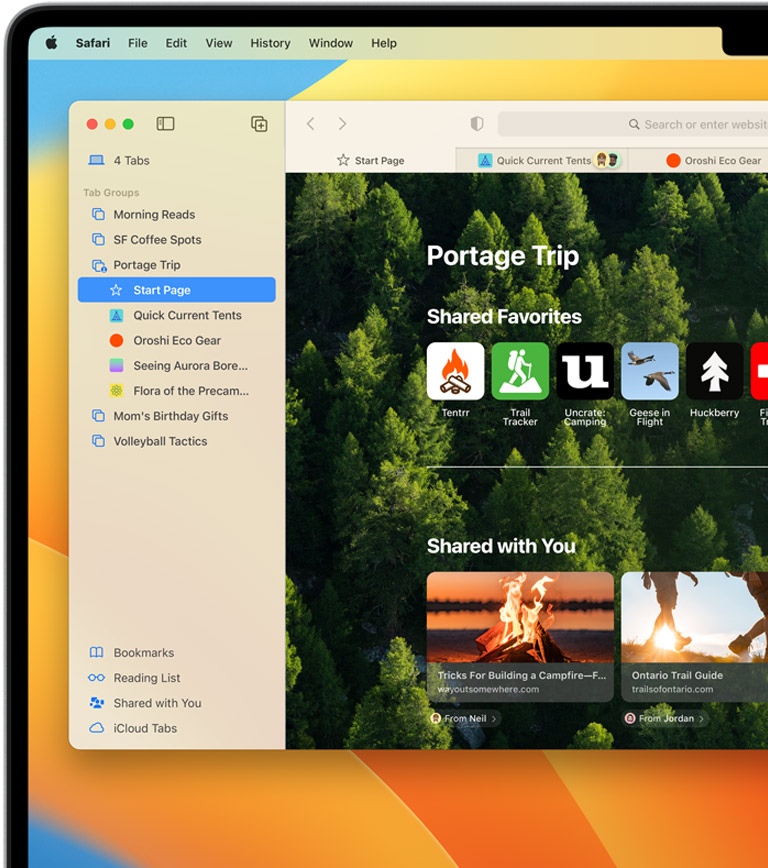 Safari File Edit View History Window Help
4 Tabs
Tab Groups
Morning Reads
SF Coffee Spots
Portage Trip
Start Page
Quick Current Tents
Oroshi Eco Gear
Seeing Aurora Bore...
Flora of the Precam...
Mom's Birthday Gifts
Volleyball Tactics
Bookmarks
Reading List
Shared with You
iCloud Tabs
Search or enter websit
Start Page
Quick Current Tents
Oroshi Eco Gear
Portage Trip
Shared Favorites
u
Tentrr
Trail
Tracker
Uncrate:
Camping
Geese in
Flight
Huckberry
Shared with You
Tricks For Building a Campfire—F...
wayoutsomewhere.com
From Neil
Ontario Trail Guide
trailsofontario.com
From Jordan